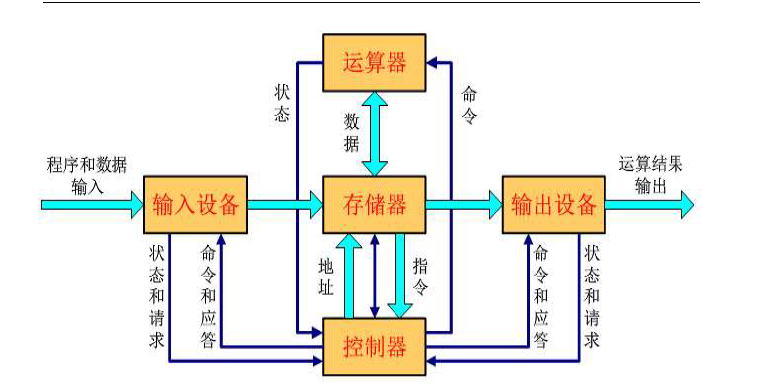 运算器
状态
命令
数据
程序和数据
输入
运算结果
输出
输入设备
存储器
输出设备
状态和请求
命令和应答
地址
指令
命令和应答
状态和请求
控制器